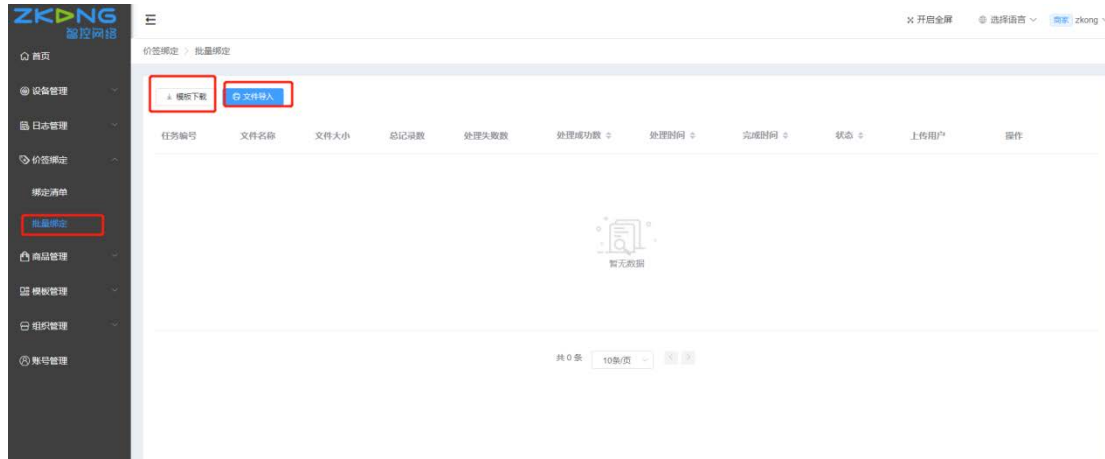 ZKONG
智控网络
开启全屏 选择语言 商家 zkong
首页
价签绑定 > 批量绑定
设备管理
模板下载 文件导入
日志管理
任务编号 文件名称 文件大小 总记录数 处理失败数 处理成功数 处理时间 完成时间 状态 上传用户 操作
价签绑定
绑定清单
批量绑定
商品管理
暂无数据
模板管理
组织管理
共 0 条 10条/页 < >
账号管理